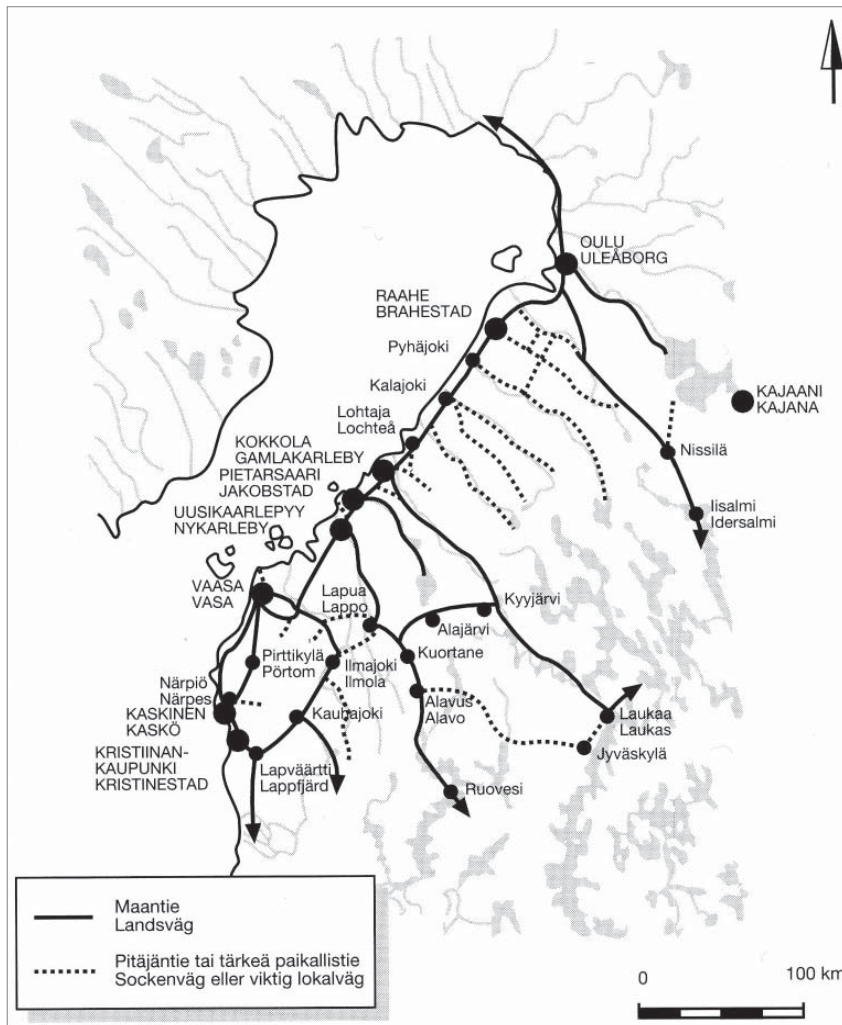 OULU
ULEÅBORG
RAAHE
BRAHESTAD
Pyhäjoki
KAJAANI
KAJANA
Kalajoki
Lohtaja
Lochteå
KOKKOLA
GAMLAKARLEBY
PIETARSAARI
JAKOBSTAD
UUSIKAARLEPYY
NYKARLEBY
Nissilä
Iisalmi
Idersalmi
VAASA
VASA
Lapua
Lappo
Kyyjärvi
Alajärvi
Kuortane
Pirttikylä
Pörtom
Ilmajoki
Ilmola
Närpiö
Närpes
KASKINEN
KASKÖ
Kauhajoki
Alavus
Alavo
Laukaa
Laukas
Jyväskylä
KRISTIINAN-
KAUPUNKI
KRISTINESTAD
Lapväärtti
Lappfjärd
Ruovesi
Maantie
Landsväg
Pitäjäntie tai tärkeä paikallistie
Sockenväg eller viktig lokalväg
0 100 km